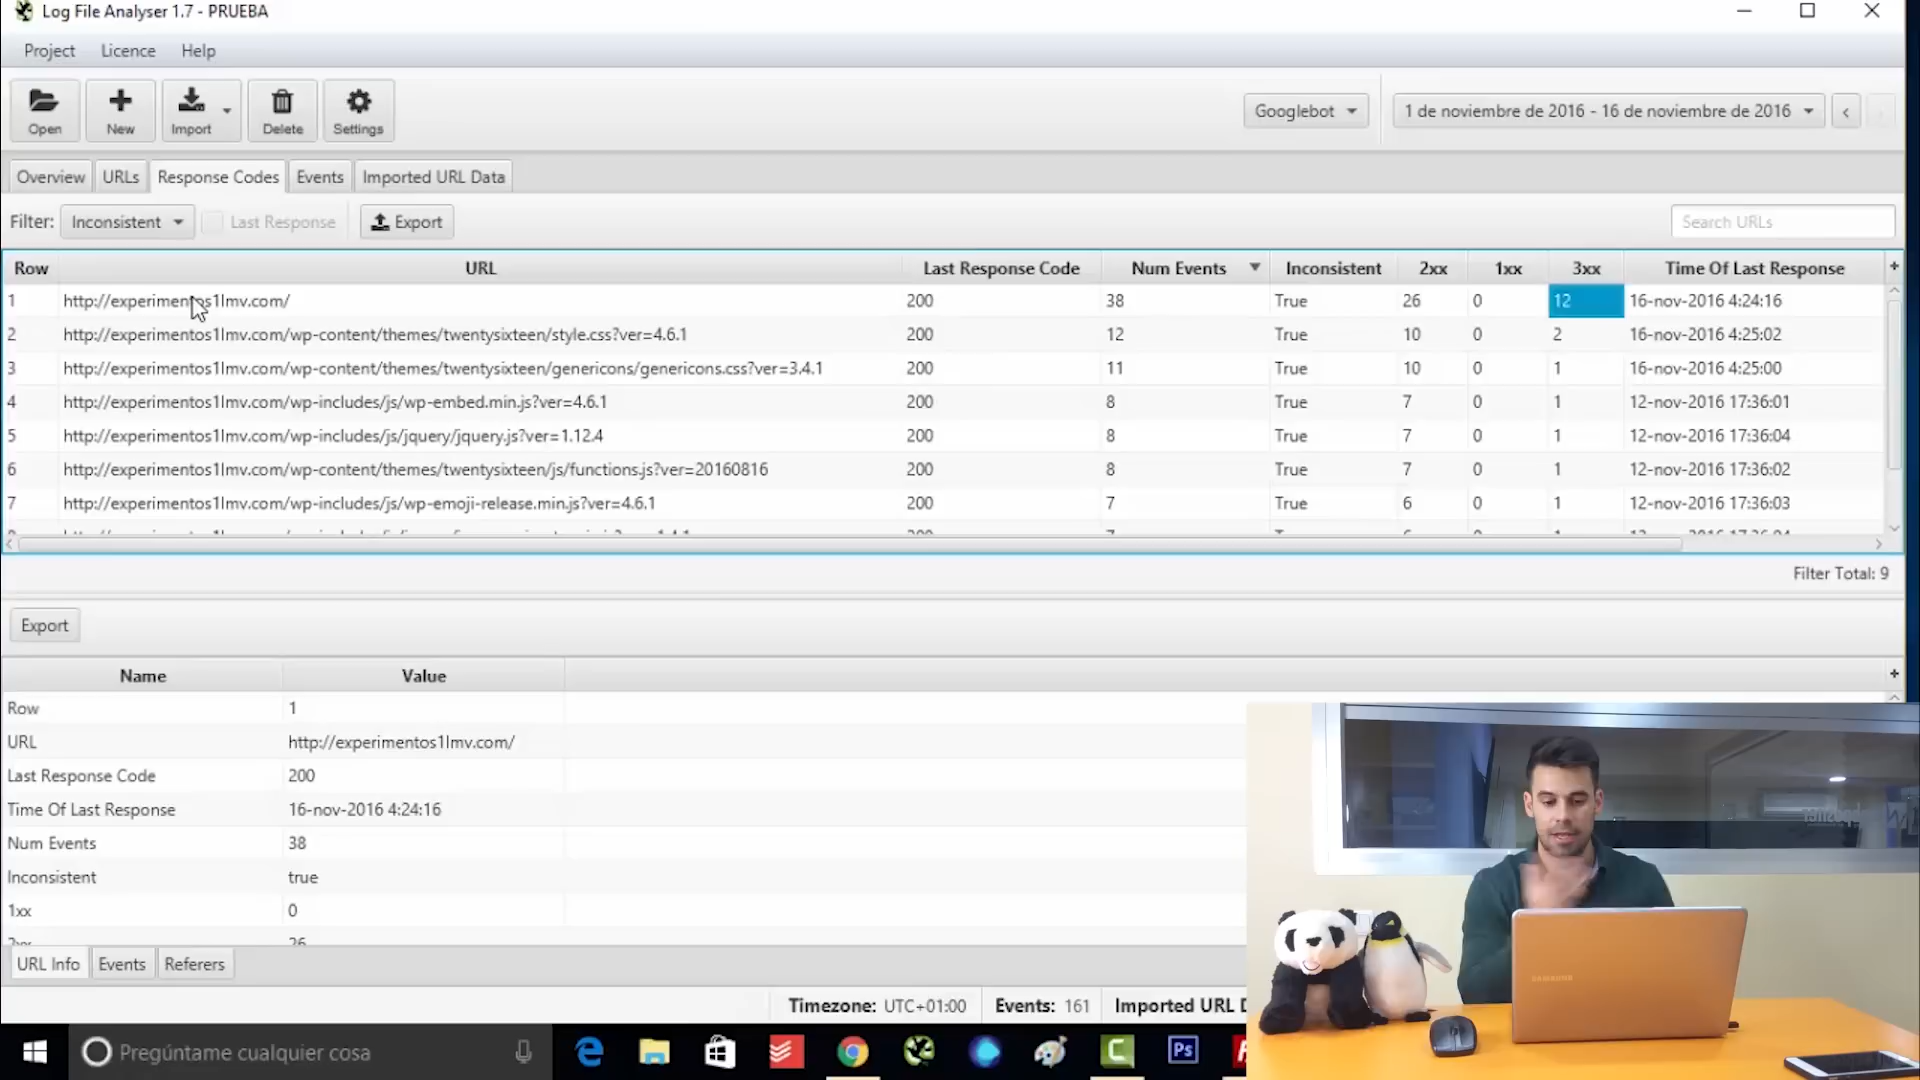 Log File Analyser 1.7 - PRUEBA
Project Licence Help
Open New Import Delete Settings Googlebot 1 de noviembre de 2016 - 16 de noviembre de 2016
Overview URLs Response Codes Events Imported URL Data
Filter: Inconsistent Last Response Export Search URLs
Row URL Last Response Code Num Events Inconsistent 2xx 1xx 3xx Time Of Last Response
1 http://experimentos1lmv.com/ 200 38 True 26 0 12 16-nov-2016 4:24:16
2 http://experimentos1lmv.com/wp-content/themes/twentysixteen/style.css?ver=4.6.1 200 12 True 10 0 2 16-nov-2016 4:25:02
3 http://experimentos1lmv.com/wp-content/themes/twentysixteen/genericons/genericons.css?ver=3.4.1 200 11 True 10 0 1 16-nov-2016 4:25:00
4 http://experimentos1lmv.com/wp-includes/js/wp-embed.min.js?ver=4.6.1 200 8 True 7 0 1 12-nov-2016 17:36:01
5 http://experimentos1lmv.com/wp-includes/js/jquery/jquery.js?ver=1.12.4 200 8 True 7 0 1 12-nov-2016 17:36:04
6 http://experimentos1lmv.com/wp-content/themes/twentysixteen/js/functions.js?ver=20160816 200 8 True 7 0 1 12-nov-2016 17:36:02
7 http://experimentos1lmv.com/wp-includes/js/wp-emoji-release.min.js?ver=4.6.1 200 7 True 6 0 1 12-nov-2016 17:36:03
Filter Total: 9
Export
Name Value
Row 1
URL http://experimentos1lmv.com/
Last Response Code 200
Time Of Last Response 16-nov-2016 4:24:16
Num Events 38
Inconsistent true
1xx 0
2xx 26
URL Info Events Referers
Timezone: UTC+01:00 Events: 161 Imported URL
Pregúntame cualquier cosa
Ps
SAMSUNG